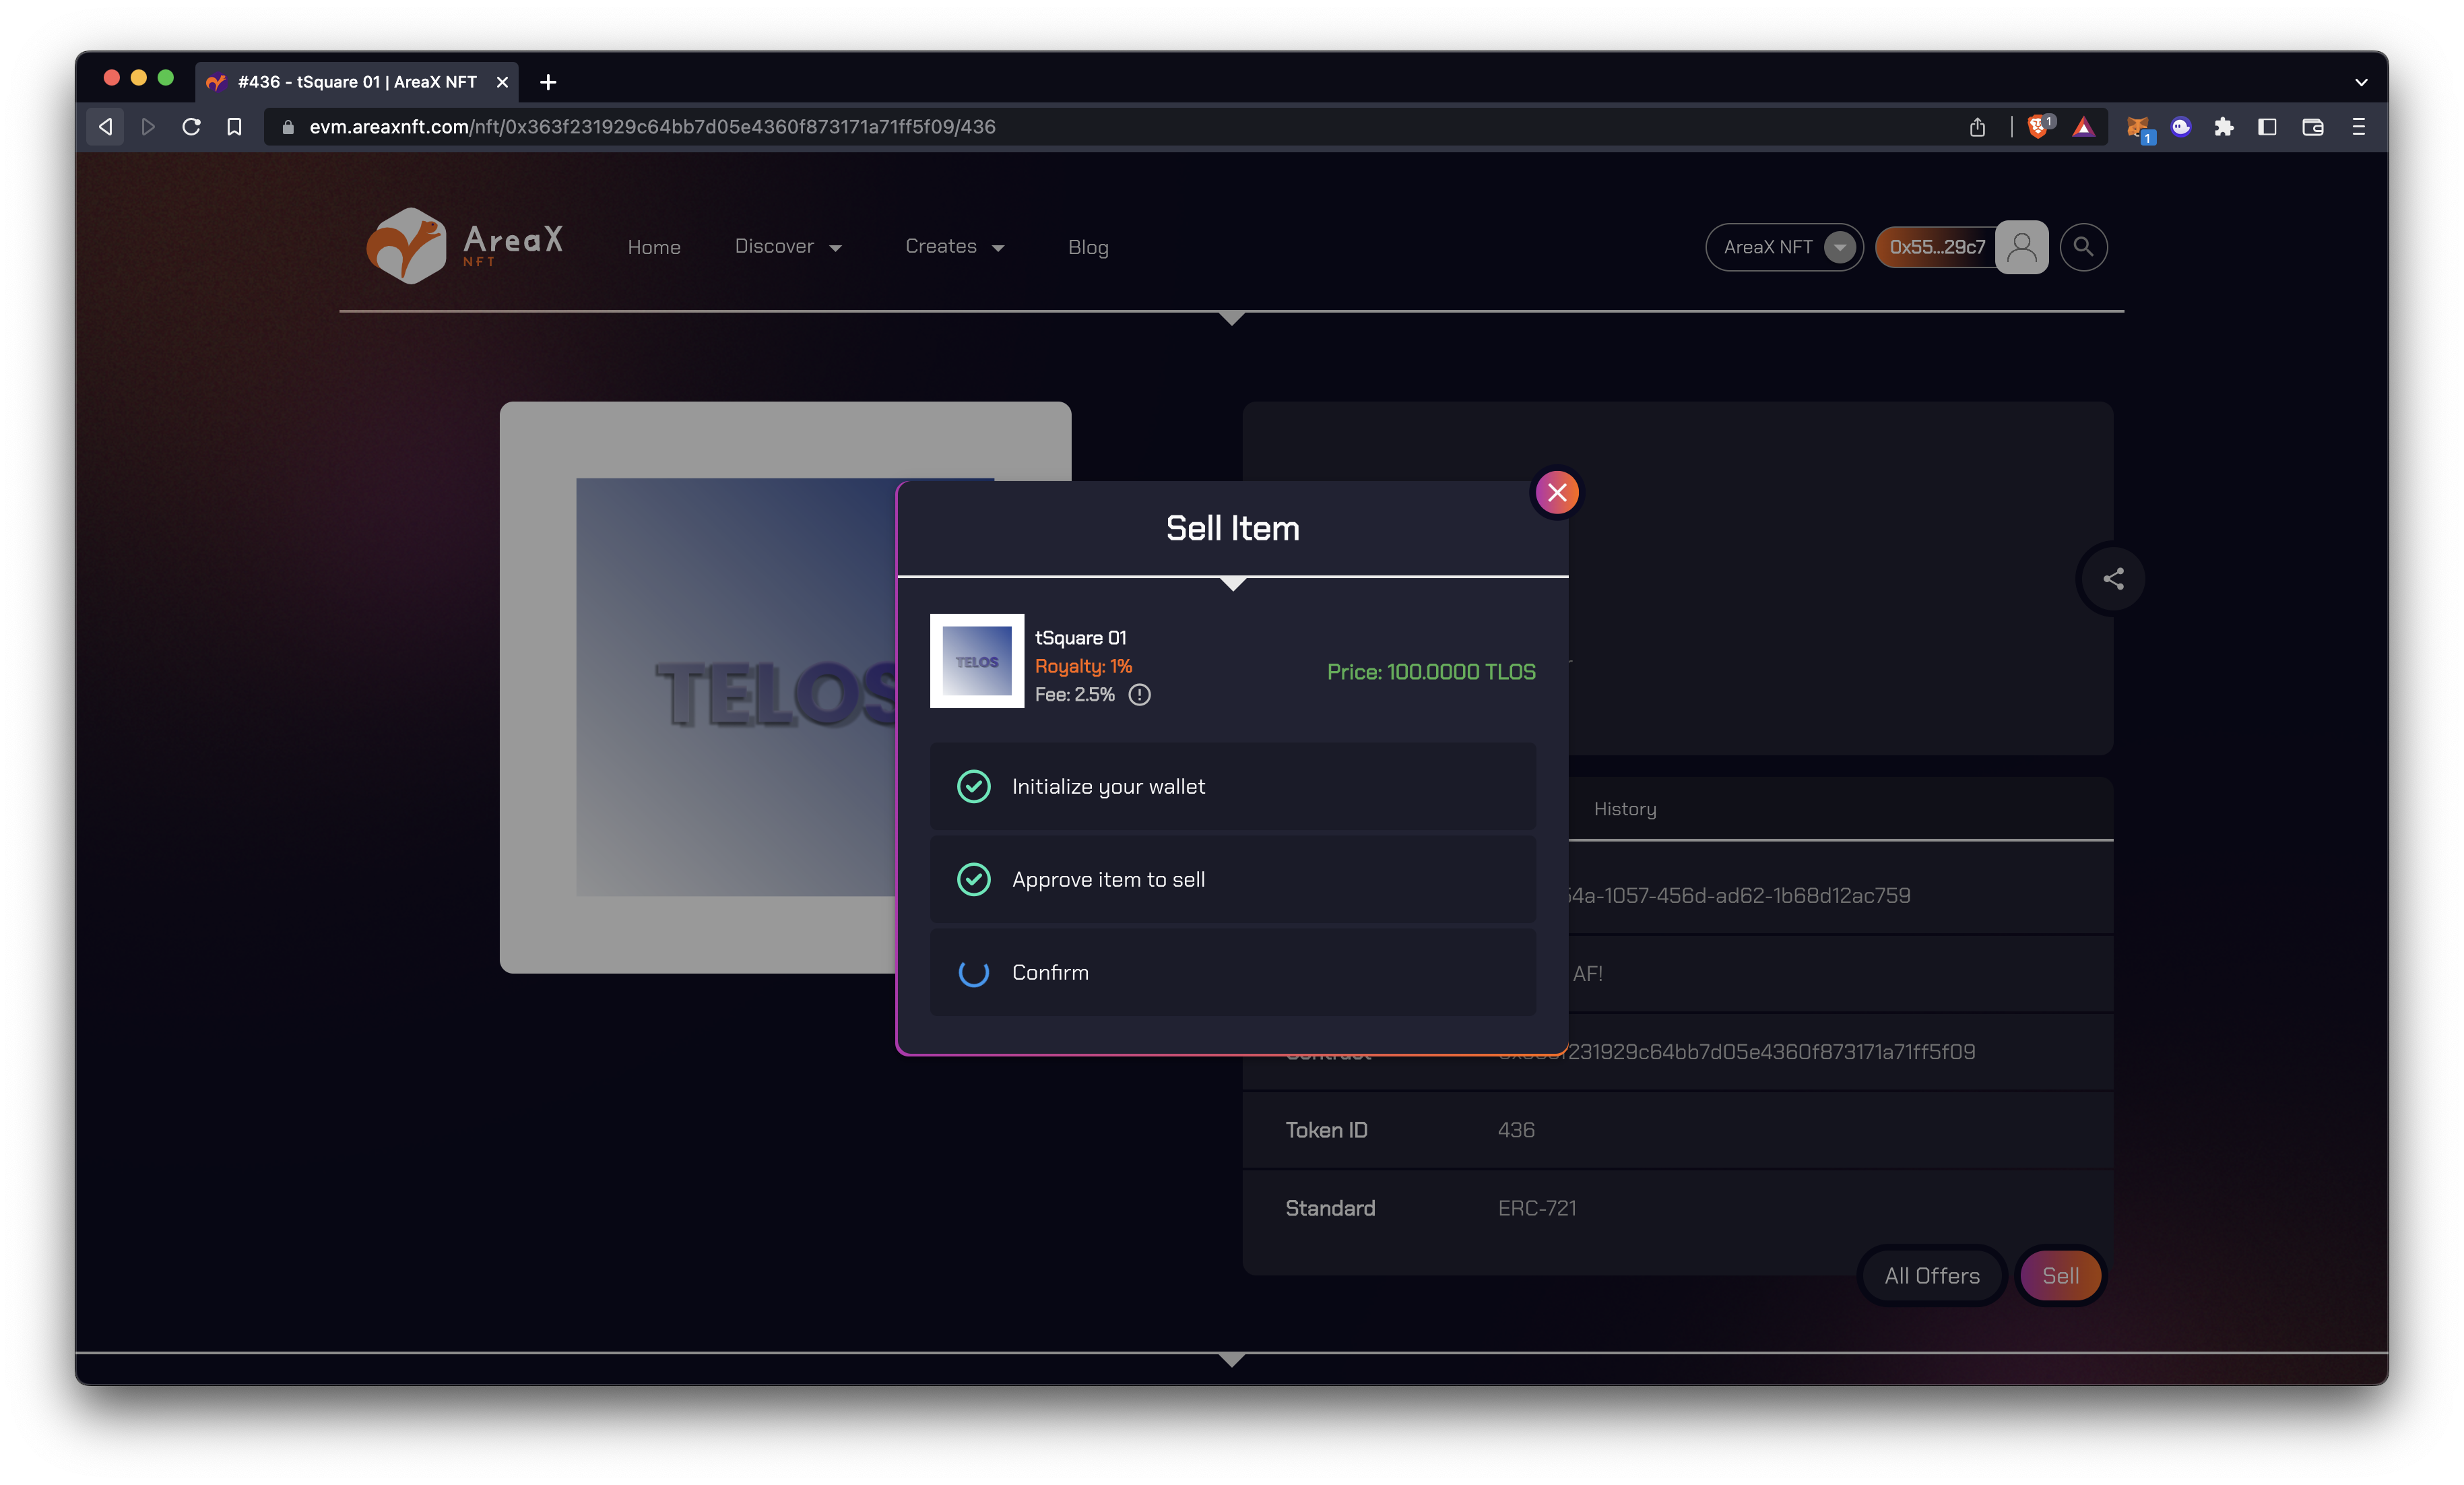 #436 - tSquare 01 | AreaX NFT
evm.areaxnft.com/nft/0x363f231929c64bb7d05e4360f873171a71ff5f09/436
1
1
AreaX
NFT
Home
Discover
Creates
Blog
AreaX NFT
0x55...29c7
TELOS
Sell Item
TELOS
tSquare 01
Royalty: 1%
Fee: 2.5%
Price: 100.0000 TLOS
Initialize your wallet
Approve item to sell
Confirm
History
4a-1057-456d-ad62-1b68d12ac759
AF!
231929c64bb7d05e4360f873171a71ff5f09
Token ID
436
Standard
ERC-721
All Offers
Sell